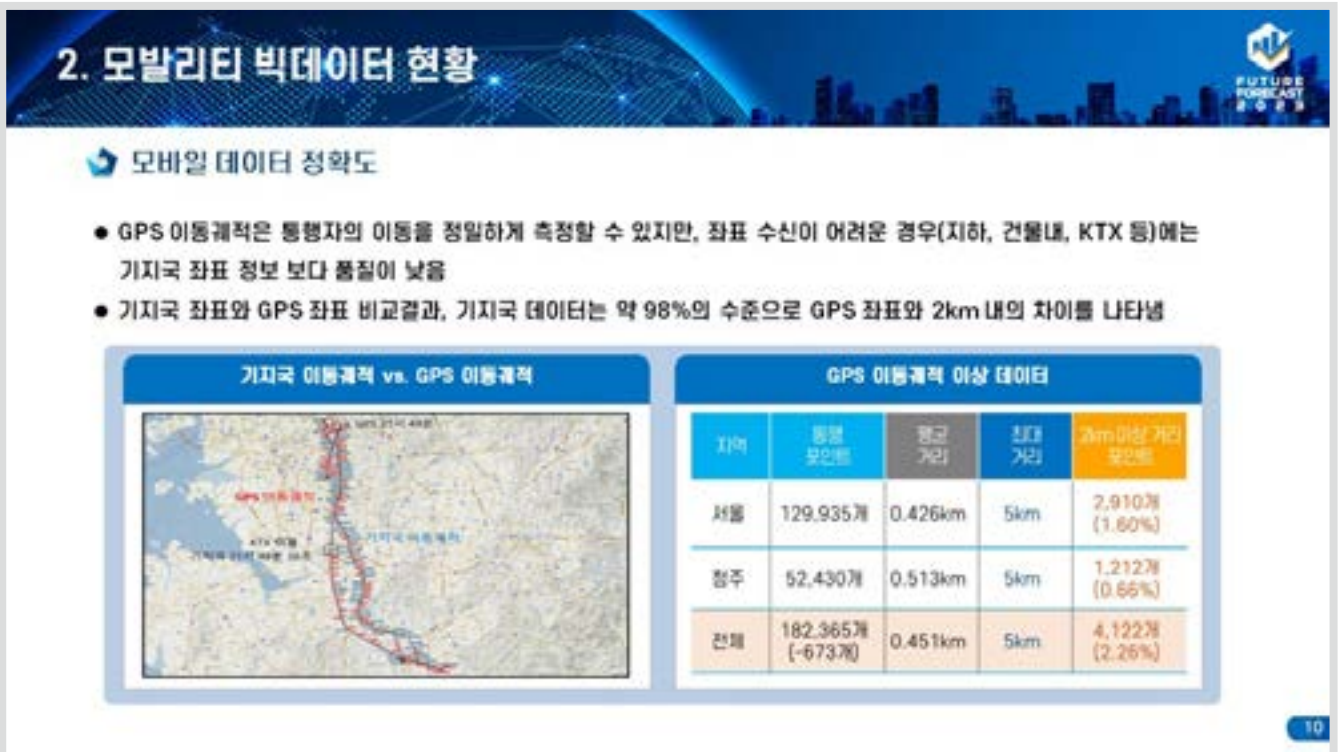 2. 모발리티 빅데이터 현황
FUTURE
FORECAST
2023
모바일 데이터 정확도
● GPS 이동궤적은 통행자의 이동을 정밀하게 측정할 수 있지만, 좌표 수신이 어려운 경우(지하, 건물내, KTX 등)에는
기지국 좌표 정보 보다 품질이 낮음
● 기지국 좌표와 GPS 좌표 비교결과, 기지국 데이터는 약 98%의 수준으로 GPS 좌표와 2km 내의 차이를 나타냄
기지국 이동궤적 vs. GPS 이동궤적
GPS 이동궤적
KTX 이용
기지국 이동궤적
GPS 이동궤적 이상 데이터
지역 통행 포인트 평균 거리 최대 거리 2km 이상 거리 포인트
서울 129,935개 0.426km 5km 2,910개 (1.60%)
청주 52,430개 0.513km 5km 1,212개 (0.66%)
전체 182,365개 (-673개) 0.451km 5km 4,122개 (2.26%)
10